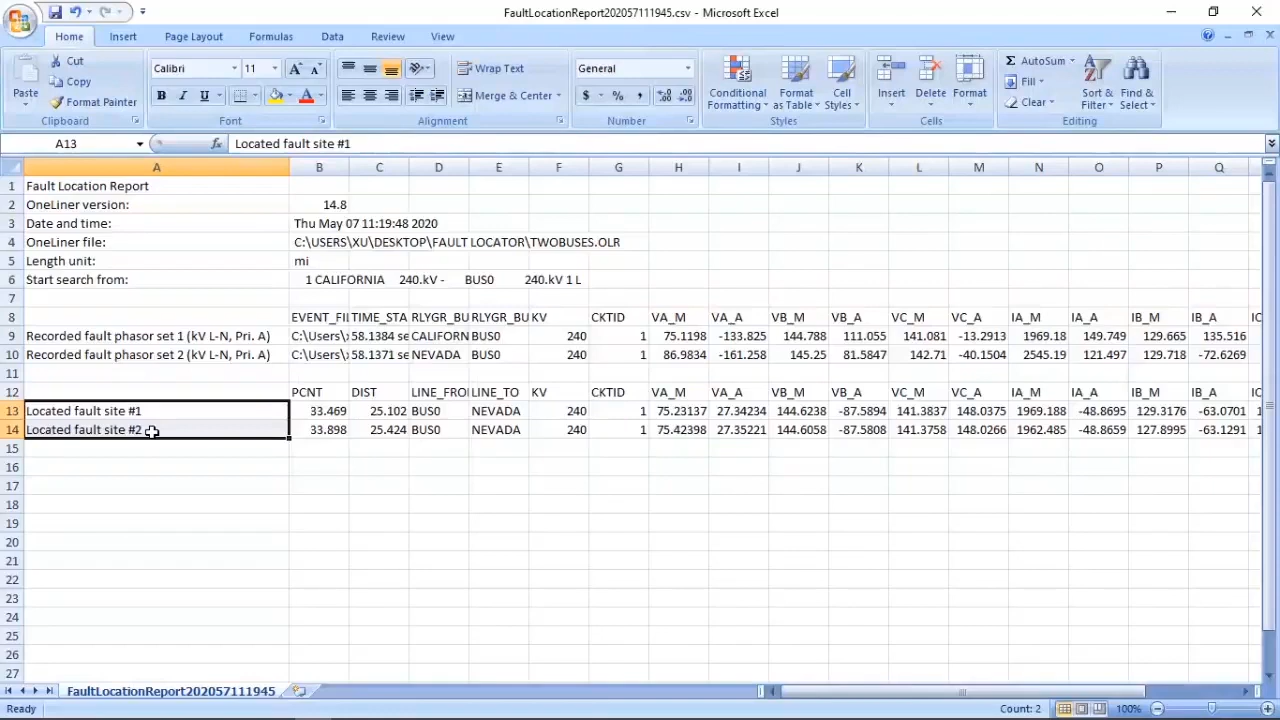 FaultLocationReport202057111945.csv - Microsoft Excel
Home Insert Page Layout Formulas Data Review View
Paste Cut Copy Format Painter Clipboard
Calibri 11 A A B I U A Font
Wrap Text Merge & Center Alignment
General $ % , .0 .00 .00 .0 Number
Conditional Formatting Format as Table Cell Styles Styles
Insert Delete Format Cells
Σ AutoSum Fill Clear Sort & Filter Find & Select Editing
A13 fx Located fault site #1
A B C D E F G H I J K L M N O P Q
1 Fault Location Report
2 OneLiner version: 14.8
3 Date and time: Thu May 07 11:19:48 2020
4 OneLiner file: C:\USERS\XU\DESKTOP\FAULT LOCATOR\TWOBUSES.OLR
5 Length unit: mi
6 Start search from: 1 CALIFORNIA 240.kV - BUS0 240.kV 1 L
7
8 EVENT_FI TIME_STA RLYGR_BU RLYGR_BU KV CKTID VA_M VA_A VB_M VB_A VC_M VC_A IA_M IA_A IB_M IB_A IC
9 Recorded fault phasor set 1 (kV L-N, Pri. A) C:\Users\ 58.1384 se CALIFORN BUS0 240 1 75.1198 -133.825 144.788 111.055 141.081 -13.2913 1969.18 149.749 129.665 135.516
10 Recorded fault phasor set 2 (kV L-N, Pri. A) C:\Users\ 58.1371 se NEVADA BUS0 240 1 86.9834 -161.258 145.25 81.5847 142.71 -40.1504 2545.19 121.497 129.718 -72.6269
11
12 PCNT DIST LINE_FRO LINE_TO KV CKTID VA_M VA_A VB_M VB_A VC_M VC_A IA_M IA_A IB_M IB_A IC
13 Located fault site #1 33.469 25.102 BUS0 NEVADA 240 1 75.23137 27.34234 144.6238 -87.5894 141.3837 148.0375 1969.188 -48.8695 129.3176 -63.0701 1
14 Located fault site #2 33.898 25.424 BUS0 NEVADA 240 1 75.42398 27.35221 144.6058 -87.5808 141.3758 148.0266 1962.485 -48.8659 127.8995 -63.1291 1
15
16
17
18
19
20
21
22
23
24
25
26
27
FaultLocationReport202057111945
Ready Count: 2 100%